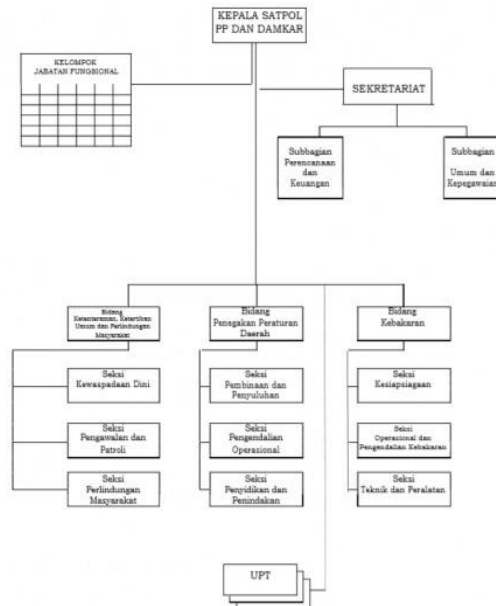 KEPALA SATPOL
PP DAN DAMKAR
KELOMPOK
JABATAN FUNGSIONAL
SEKRETARIAT
Subbagian
Perencanaan
dan
Keuangan
Subbagian
Umum dan
Kepegawaian
Bidang
Ketentraman, Ketertiban
Umum dan Perlindungan
Masyarakat
Bidang
Penegakan Peraturan
Daerah
Bidang
Kebakaran
Seksi
Kewaspadaan Dini
Seksi
Pembinaan dan
Penyuluhan
Seksi
Kesiapsiagaan
Seksi
Pengawalan dan
Patroli
Seksi
Pengendalian
Operasional
Seksi
Operasional dan
Pengendalian Kebakaran
Seksi
Perlindungan
Masyarakat
Seksi
Penyidikan dan
Penindakan
Seksi
Teknik dan Peralatan
UPT